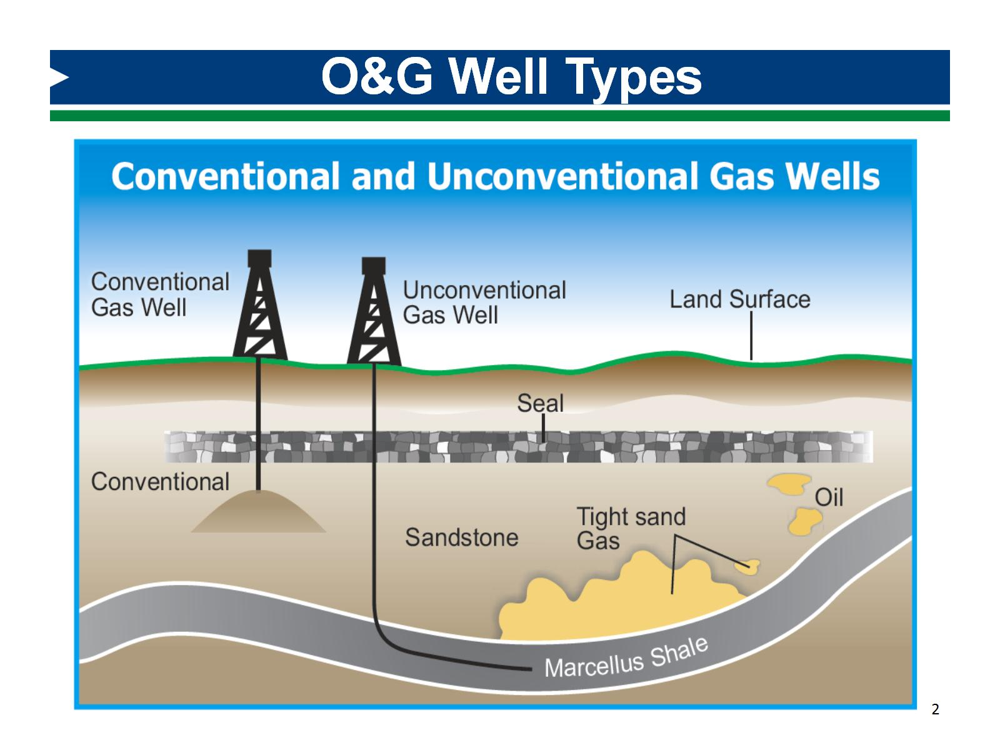 O&G Well Types
Conventional and Unconventional Gas Wells
Conventional
Gas Well
Unconventional
Gas Well
Land Surface
Seal
Conventional
Oil
Tight sand
Gas
Sandstone
Marcellus Shale
2